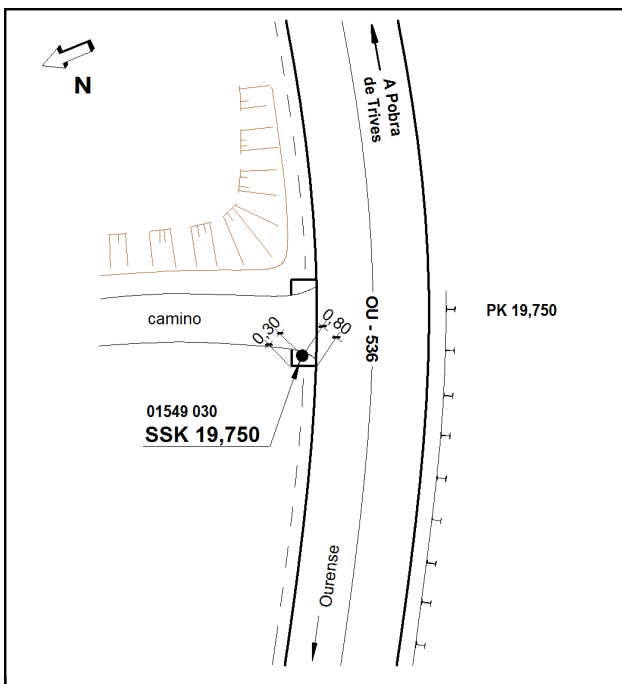 N
A Pobra
de Trives
OU - 536
PK 19,750
camino
0,30
0,80
01549 030
SSK 19,750
Ourense